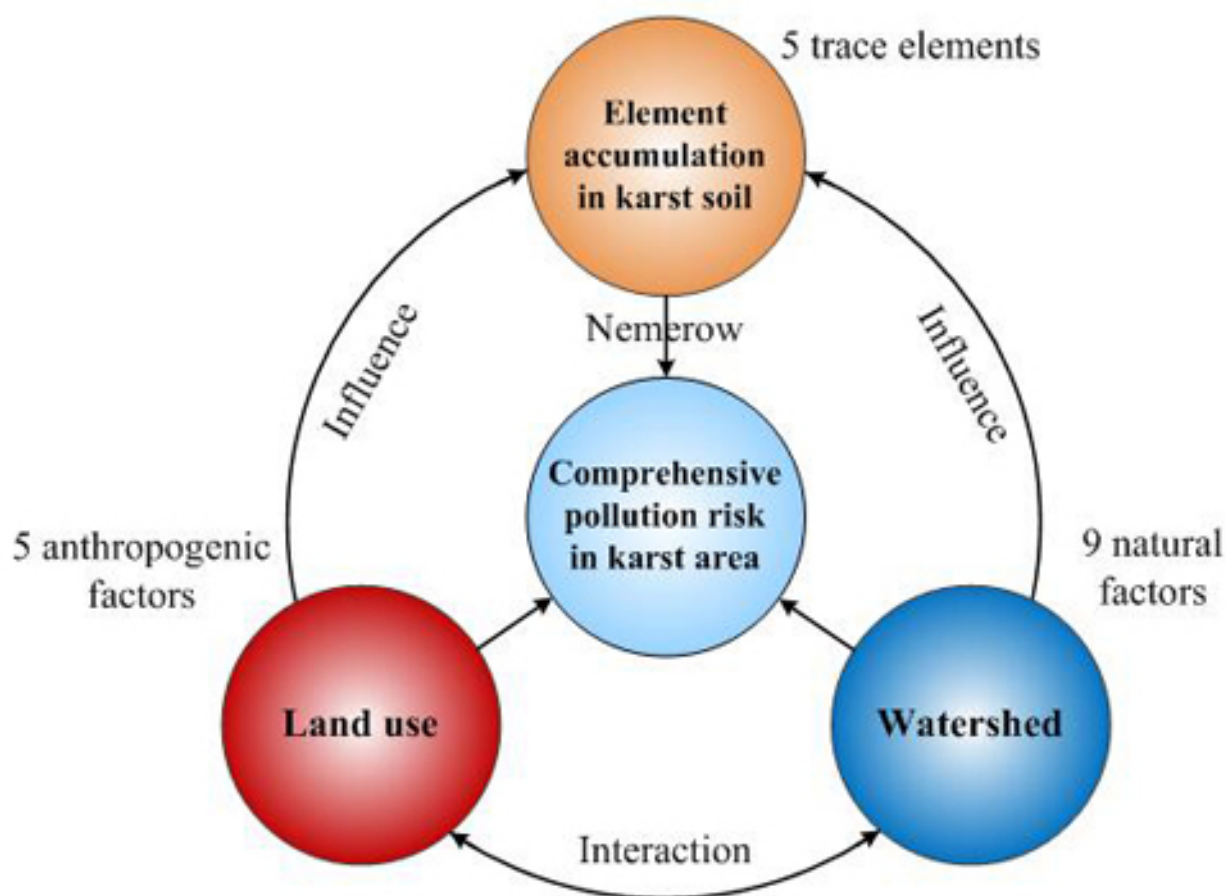 5 trace elements
Element
accumulation
in karst soil
Influence
Nemerow
Influence
Comprehensive
pollution risk
in karst area
5 anthropogenic
factors
9 natural
factors
Land use
Watershed
Interaction